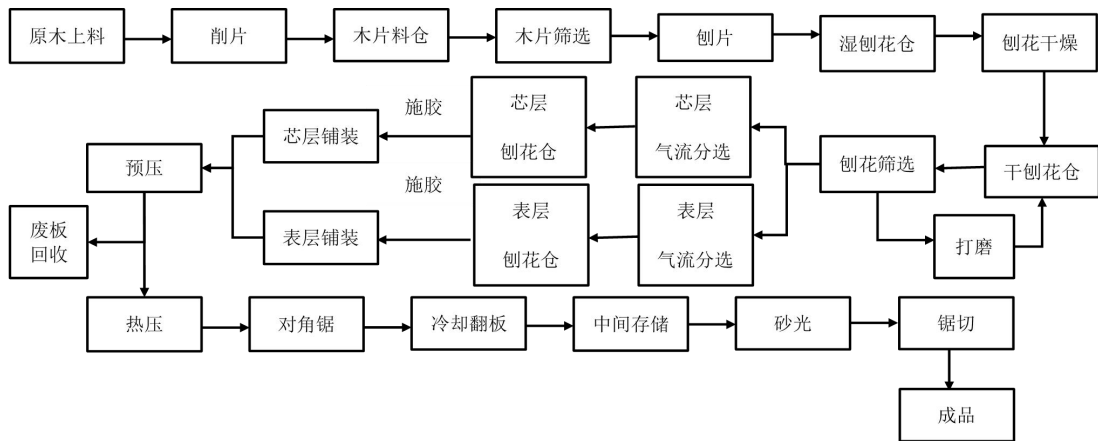 原木上料
削片
木片料仓
木片筛选
刨片
湿刨花仓
刨花干燥
芯层铺装
施胶
芯层
刨花仓
芯层
气流分选
刨花筛选
干刨花仓
预压
施胶
废板
回收
表层铺装
表层
刨花仓
表层
气流分选
打磨
热压
对角锯
冷却翻板
中间存储
砂光
锯切
成品